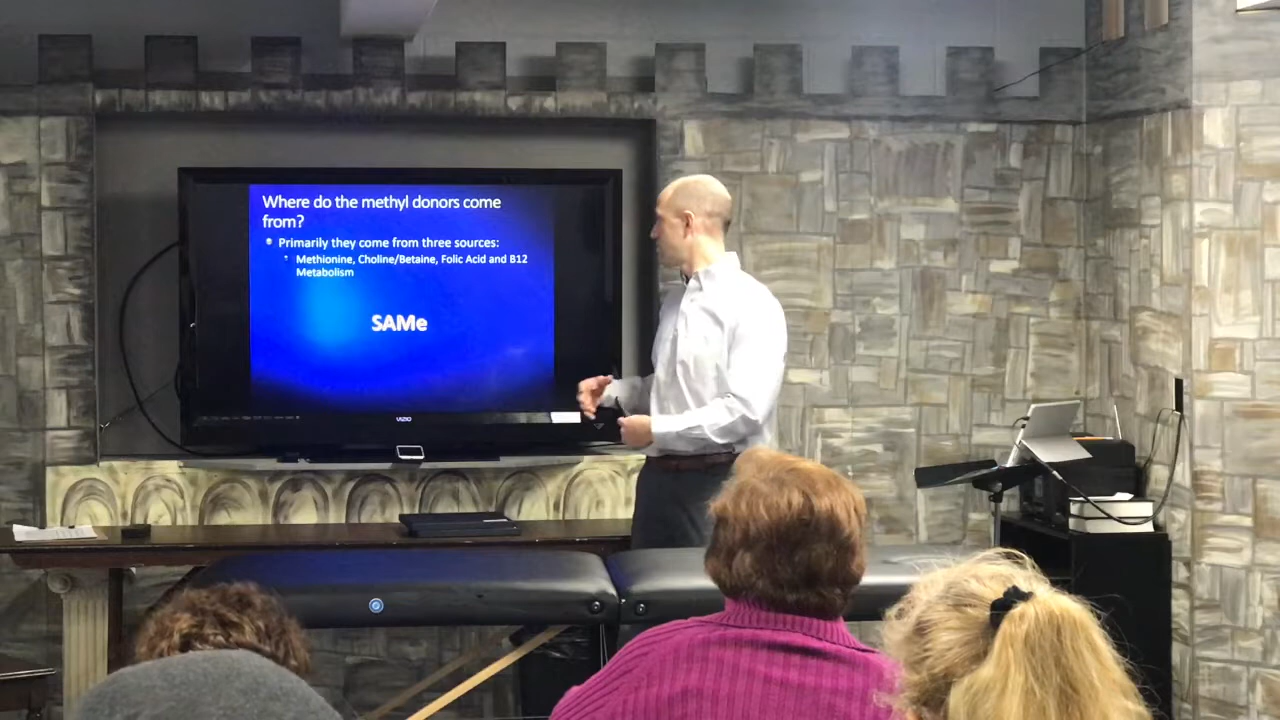 Where do the methyl donors come
from?
Primarily they come from three sources:
Methionine, Choline/Betaine, Folic Acid and B12
Metabolism
SAMe
VIZIO